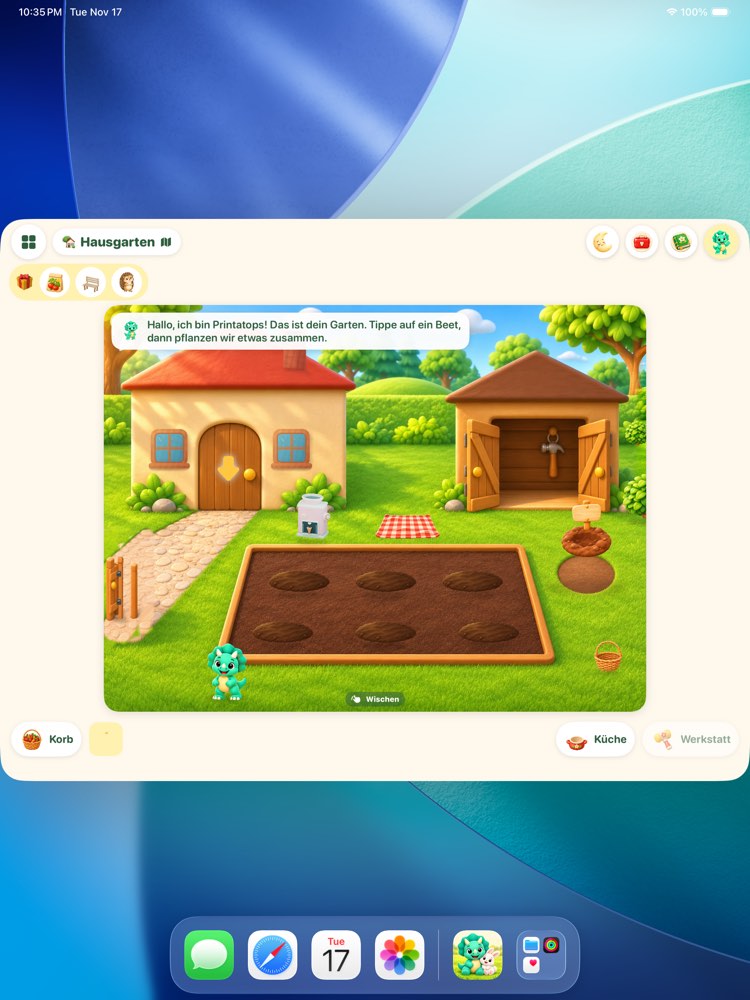 10:35 PM Tue Nov 17
100%
Hausgarten
Hallo, ich bin Printatops! Das ist dein Garten. Tippe auf ein Beet,
dann pflanzen wir etwas zusammen.
Wischen
Korb
Küche
Werkstatt
Tue
17